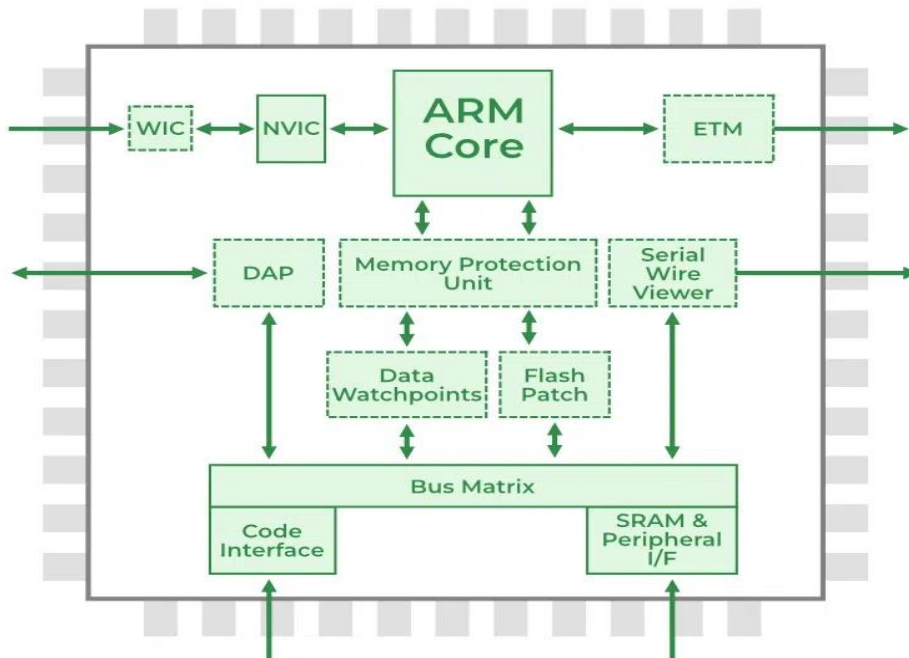 WIC
NVIC
ARM
Core
ETM
DAP
Memory Protection
Unit
Serial
Wire
Viewer
Data
Watchpoints
Flash
Patch
Bus Matrix
Code
Interface
SRAM &
Peripheral
I/F